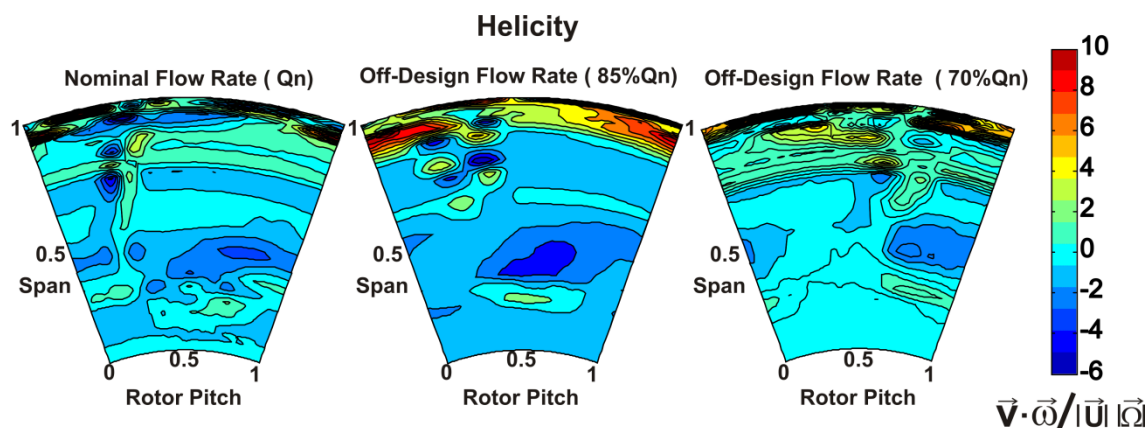 Helicity
Nominal Flow Rate ( Qn)
Off-Design Flow Rate ( 85%Qn)
Off-Design Flow Rate ( 70%Qn)
1
0.5
Span
0
0.5
1
Rotor Pitch
1
0.5
Span
0
0.5
1
Rotor Pitch
1
0.5
Span
0
0.5
1
Rotor Pitch
10
8
6
4
2
0
-2
-4
-6
V⃗·ω⃗/|U⃗| |Ω⃗|